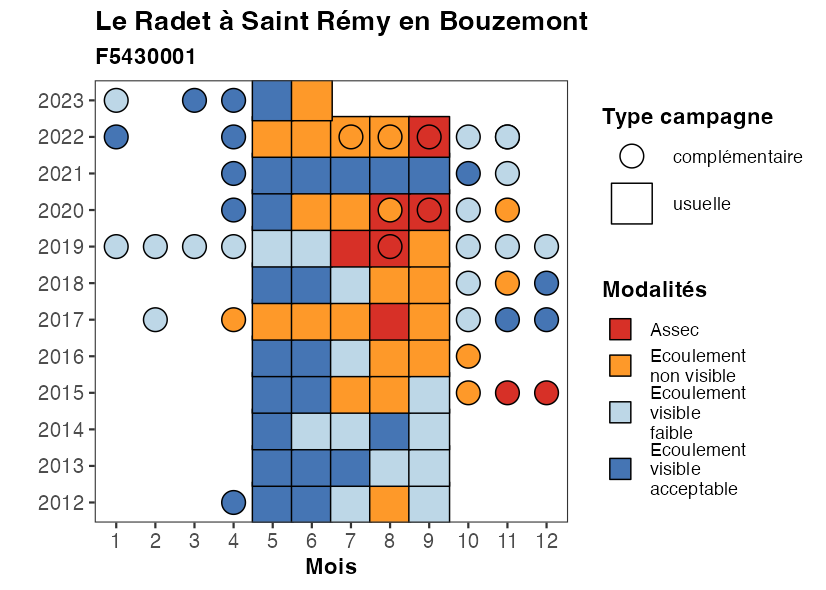 Le Radet à Saint Rémy en Bouzemont
F5430001
2023
2022
2021
2020
2019
2018
2017
2016
2015
2014
2013
2012
1 2 3 4 5 6 7 8 9 10 11 12
Mois
Type campagne
complémentaire
usuelle
Modalités
Assec
Ecoulement
non visible
Ecoulement
visible
faible
Ecoulement
visible
acceptable